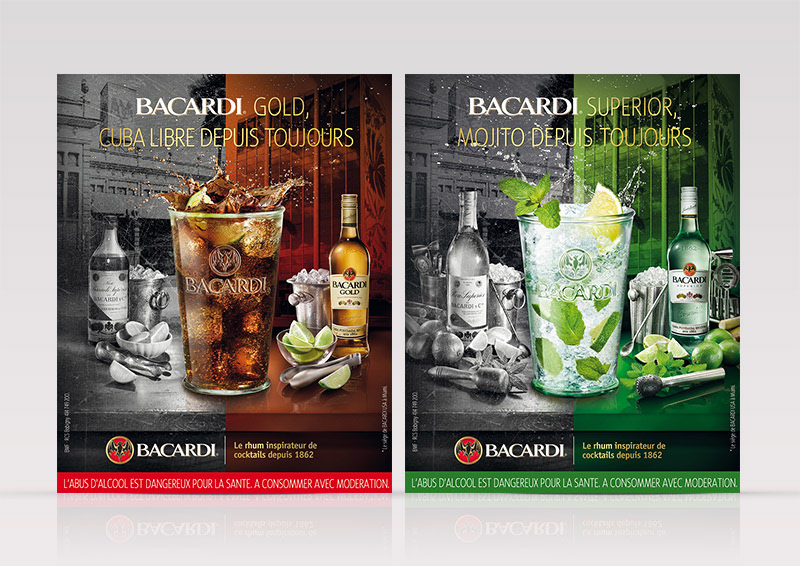 BACARDI GOLD,
CUBA LIBRE DEPUIS TOUJOURS
BACARDI
BACARDI
GOLD
BACARDI
Le rhum inspirateur de
cocktails depuis 1862
L'ABUS D'ALCOOL EST DANGEREUX POUR LA SANTE. A CONSOMMER AVEC MODERATION.
BACARDI SUPERIOR,
MOJITO DEPUIS TOUJOURS
BACARDI
BACARDI
SUPERIOR
BACARDI
Le rhum inspirateur de
cocktails depuis 1862
L'ABUS D'ALCOOL EST DANGEREUX POUR LA SANTE. A CONSOMMER AVEC MODERATION.